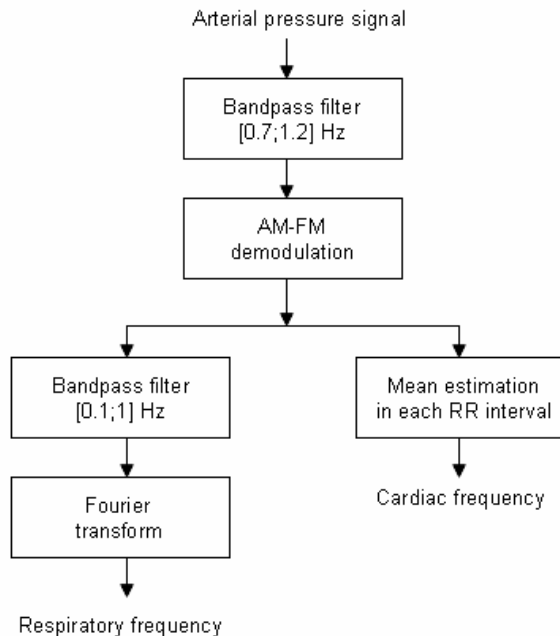 Arterial pressure signal
Bandpass filter
[0.7;1.2] Hz
AM-FM
demodulation
Bandpass filter
[0.1;1] Hz
Mean estimation
in each RR interval
Fourier
transform
Cardiac frequency
Respiratory frequency